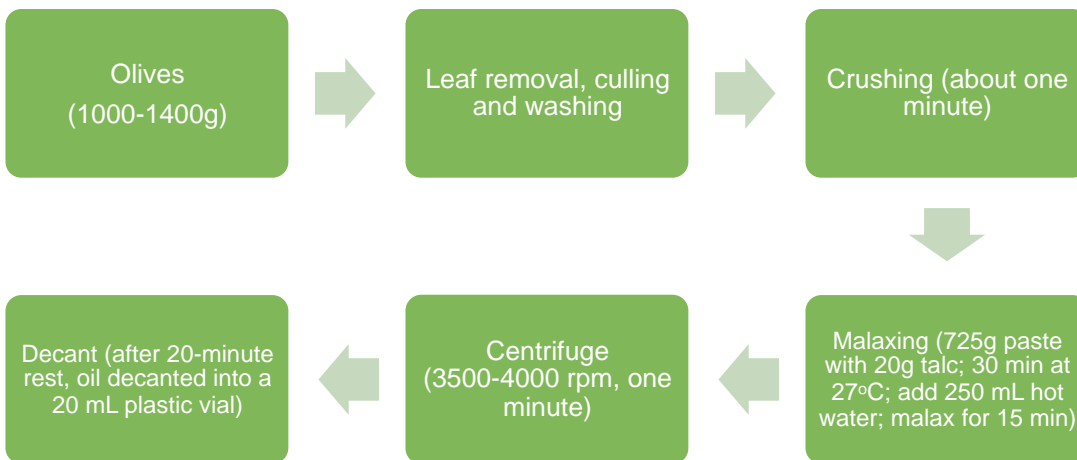 Olives
(1000-1400g)
Leaf removal, culling
and washing
Crushing (about one
minute)
Malaxing (725g paste
with 20g talc; 30 min at
27ºC; add 250 mL hot
water; malax for 15 min)
Centrifuge
(3500-4000 rpm, one
minute)
Decant (after 20-minute
rest, oil decanted into a
20 mL plastic vial)